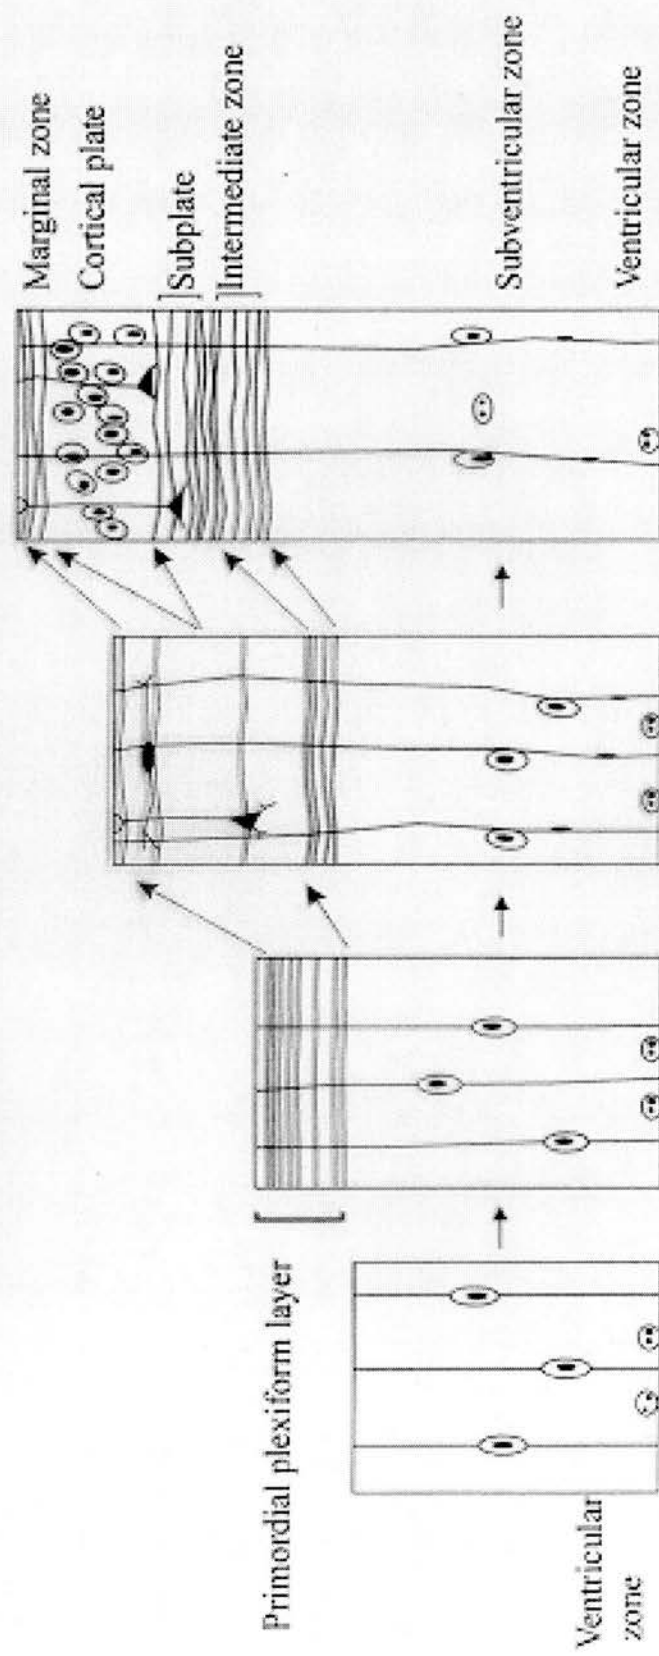 Marginal zone
Cortical plate
Subplate
Intermediate zone
Subventricular zone
Ventricular zone
Primordial plexiform layer
Ventricular
zone